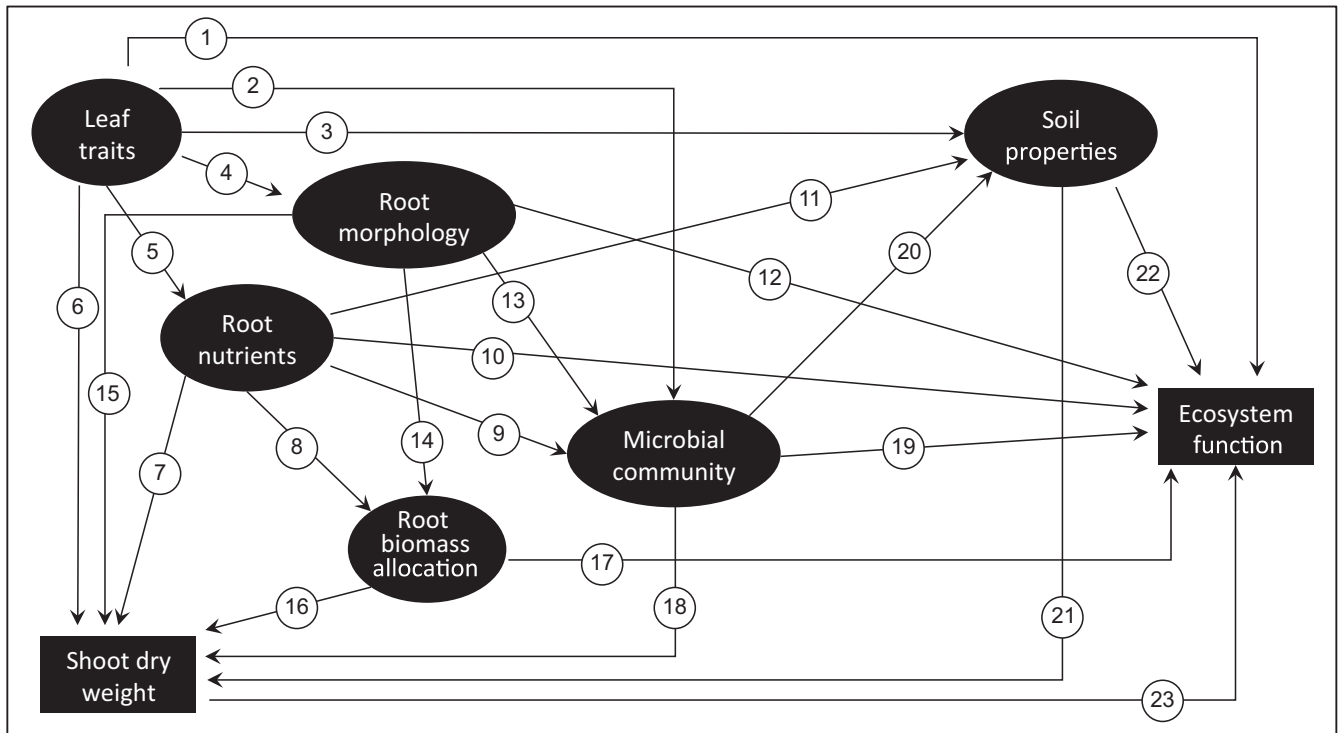 1
2
Leaf
traits
3
Soil
properties
4
Root
morphology
11
5
20
12
22
6
13
Root
nutrients
10
15
Ecosystem
function
9
14
Microbial
community
19
8
7
Root
biomass
allocation
17
16
18
21
Shoot dry
weight
23